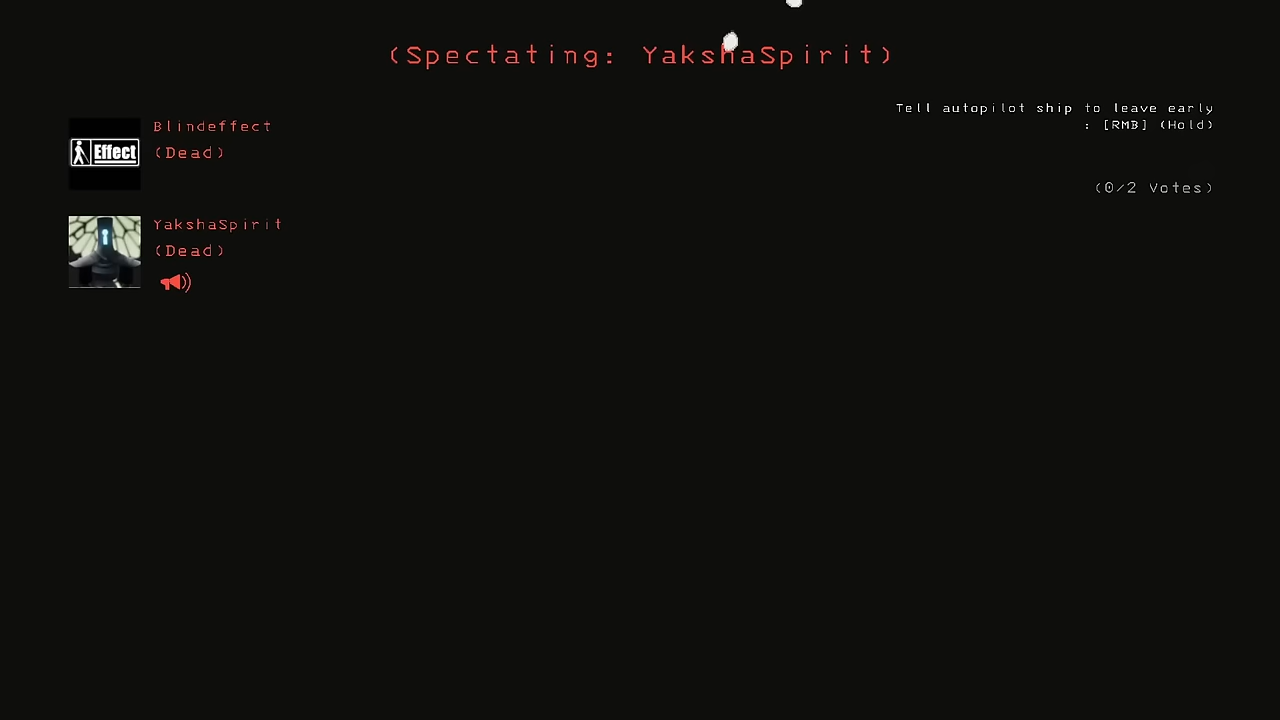 (Spectating: YakshaSpirit)
Tell autopilot ship to leave early
: [RMB] (Hold)
(0/2 Votes)
Blindeffect
(Dead)
Effect
YakshaSpirit
(Dead)